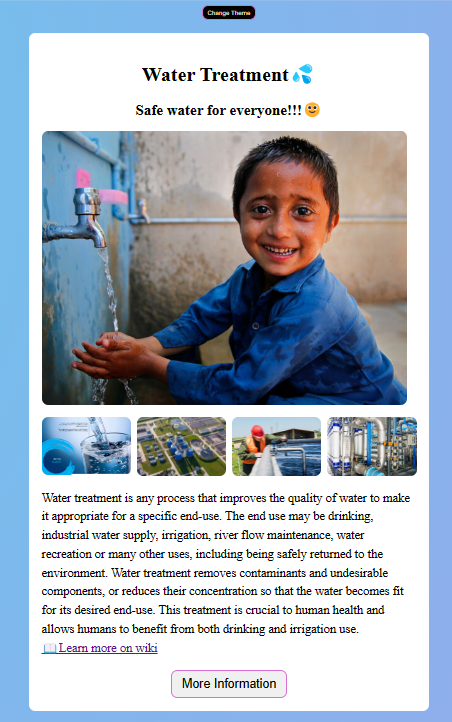 Change Theme
Water Treatment 💦
Safe water for everyone!!! 🙂
Water treatment is any process that improves the quality of water to make
it appropriate for a specific end-use. The end use may be drinking,
industrial water supply, irrigation, river flow maintenance, water
recreation or many other uses, including being safely returned to the
environment. Water treatment removes contaminants and undesirable
components, or reduces their concentration so that the water becomes fit
for its desired end-use. This treatment is crucial to human health and
allows humans to benefit from both drinking and irrigation use.
📖Learn more on wiki
More Information